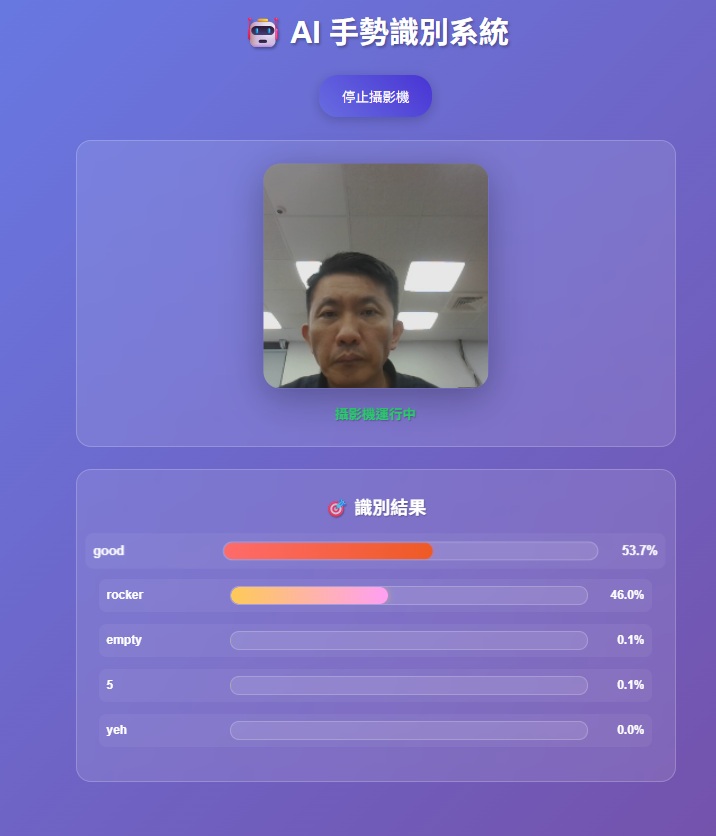 AI 手勢識別系統
停止攝影機
攝影機運行中
識別結果
good 53.7%
rocker 46.0%
empty 0.1%
5 0.1%
yeh 0.0%